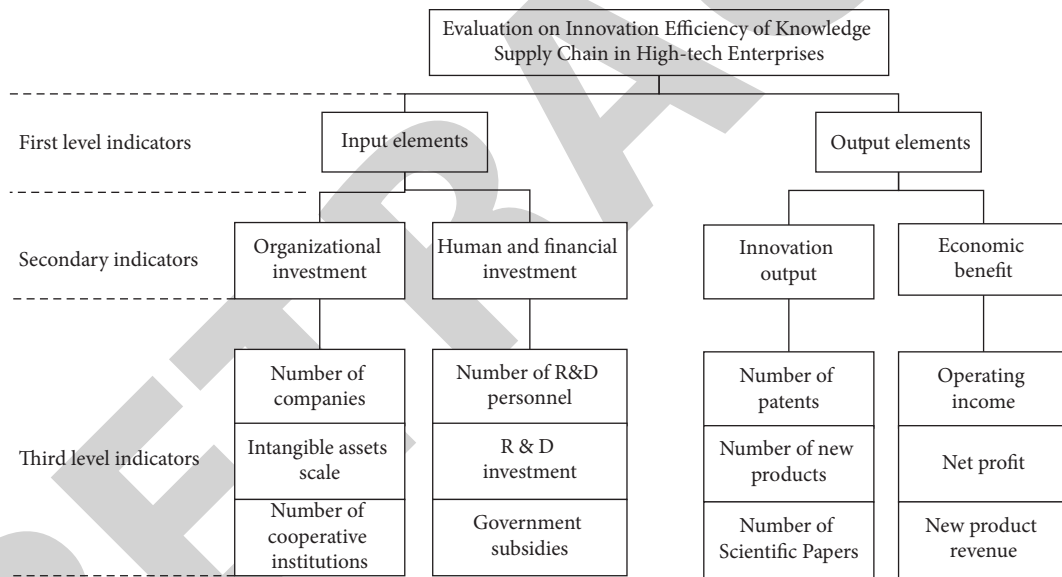 Evaluation on Innovation Efficiency of Knowledge
Supply Chain in High-tech Enterprises
First level indicators
Input elements
Output elements
Secondary indicators
Organizational
investment
Human and financial
investment
Innovation
output
Economic
benefit
Third level indicators
Number of
companies
Intangible assets
scale
Number of
cooperative
institutions
Number of R&D
personnel
R & D
investment
Government
subsidies
Number of
patents
Number of new
products
Number of
Scientific Papers
Operating
income
Net profit
New product
revenue